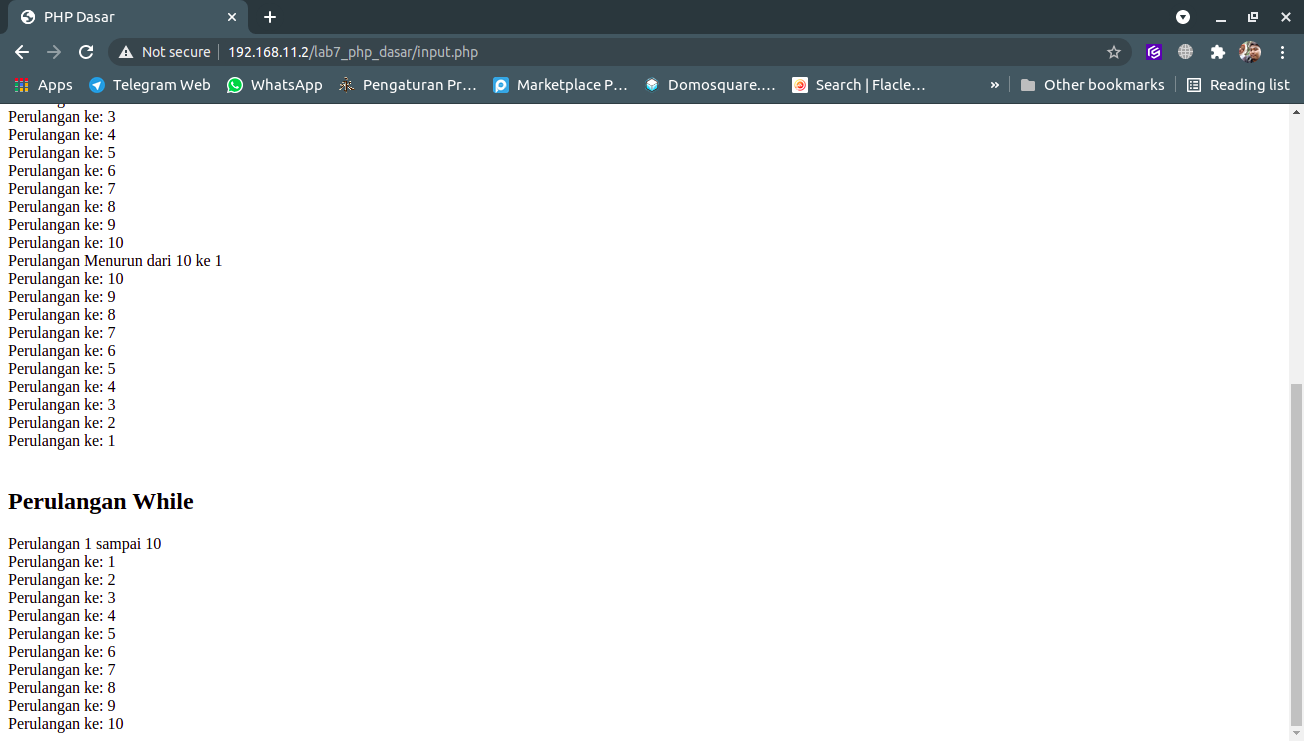 PHP Dasar
Not secure 192.168.11.2/lab7_php_dasar/input.php
Apps Telegram Web WhatsApp Pengaturan Pr… Marketplace P… Domosquare.… Search | Flacle… » Other bookmarks Reading list
Perulangan ke: 3
Perulangan ke: 4
Perulangan ke: 5
Perulangan ke: 6
Perulangan ke: 7
Perulangan ke: 8
Perulangan ke: 9
Perulangan ke: 10
Perulangan Menurun dari 10 ke 1
Perulangan ke: 10
Perulangan ke: 9
Perulangan ke: 8
Perulangan ke: 7
Perulangan ke: 6
Perulangan ke: 5
Perulangan ke: 4
Perulangan ke: 3
Perulangan ke: 2
Perulangan ke: 1
Perulangan While
Perulangan 1 sampai 10
Perulangan ke: 1
Perulangan ke: 2
Perulangan ke: 3
Perulangan ke: 4
Perulangan ke: 5
Perulangan ke: 6
Perulangan ke: 7
Perulangan ke: 8
Perulangan ke: 9
Perulangan ke: 10